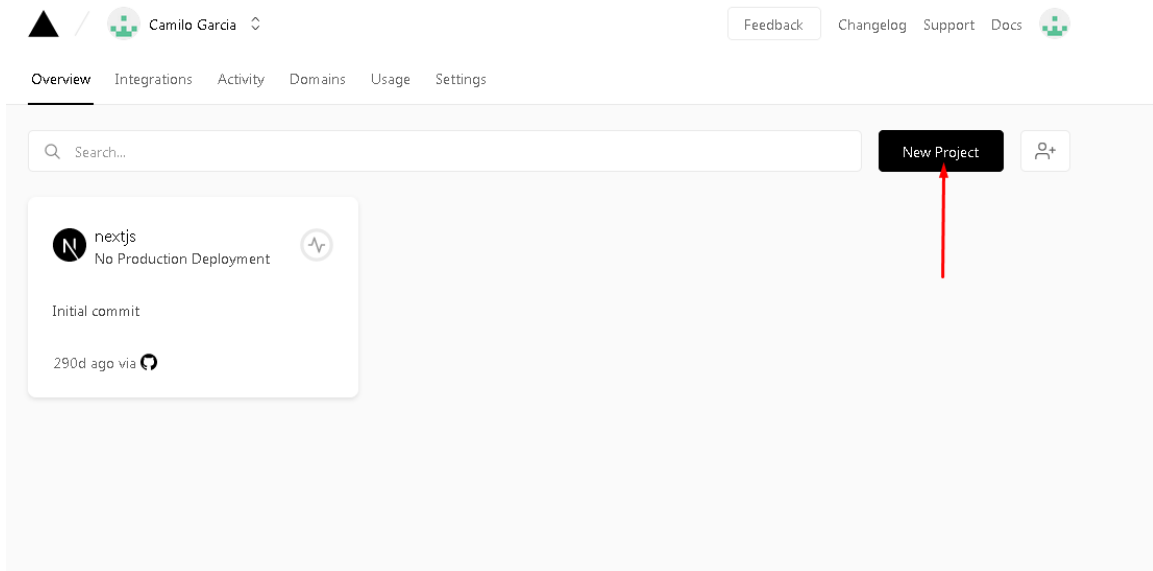 Camilo Garcia
Feedback Changelog Support Docs
Overview Integrations Activity Domains Usage Settings
Search...
New Project
N
nextjs
No Production Deployment
Initial commit
290d ago via